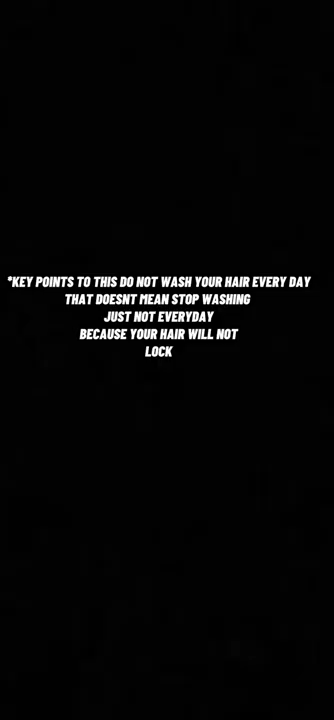 *KEY POINTS TO THIS DO NOT WASH YOUR HAIR EVERY DAY
THAT DOESNT MEAN STOP WASHING
JUST NOT EVERYDAY
BECAUSE YOUR HAIR WILL NOT
LOCK